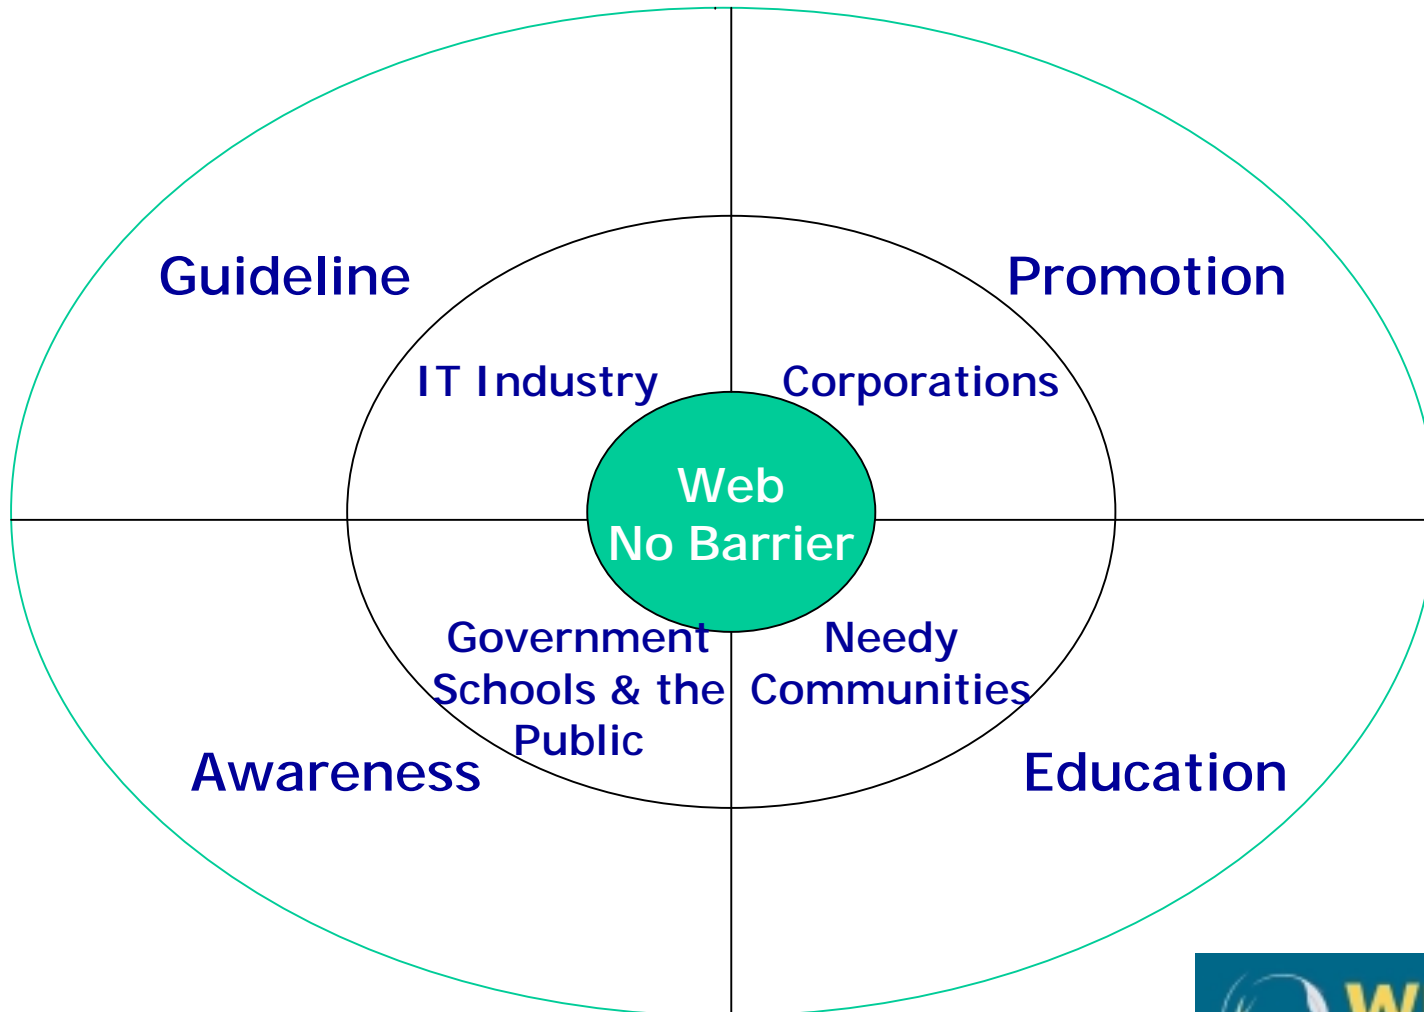 Guideline
Promotion
IT Industry
Corporations
Web
No Barrier
Government
Schools & the
Public
Needy
Communities
Awareness
Education
W